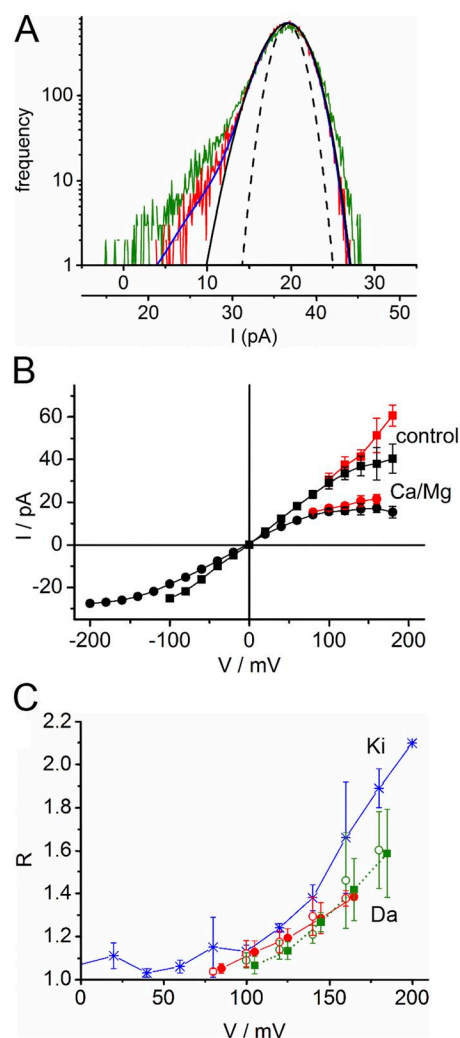 A
frequency
100
10
1
0 10 20 30
20 30 40 50
I (pA)
B
I / pA
60
40
20
0
-20
control
Ca/Mg
-200 -100 0 100 200
V / mV
C
R
2.2
2.0
1.8
1.6
1.4
1.2
1.0
Ki
Da
0 50 100 150 200
V / mV